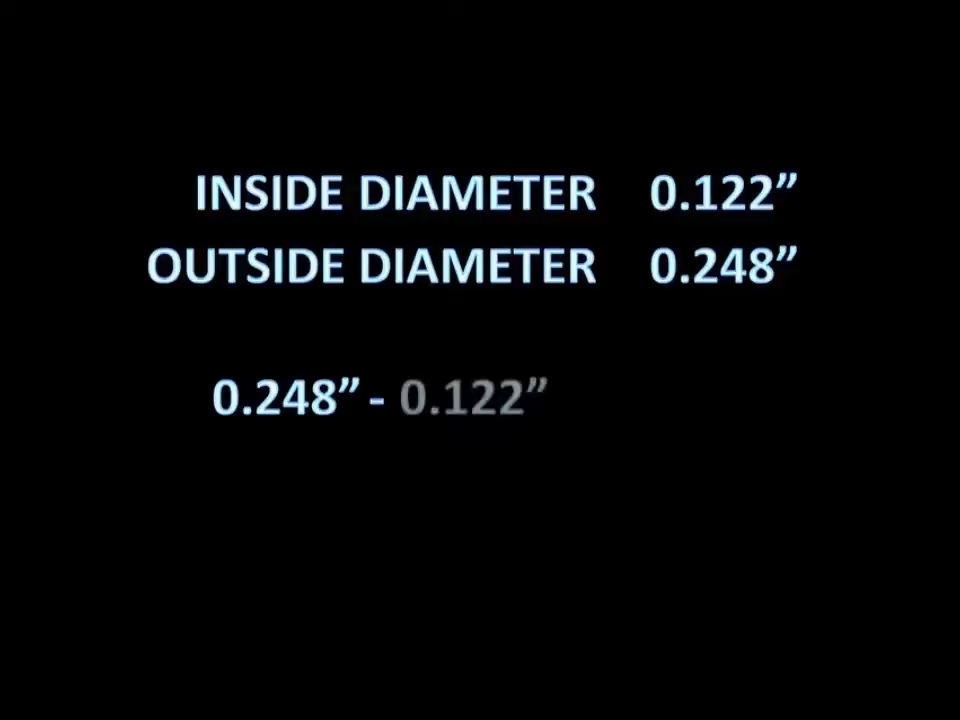 INSIDE DIAMETER 0.122”
OUTSIDE DIAMETER 0.248”
0.248” - 0.122”